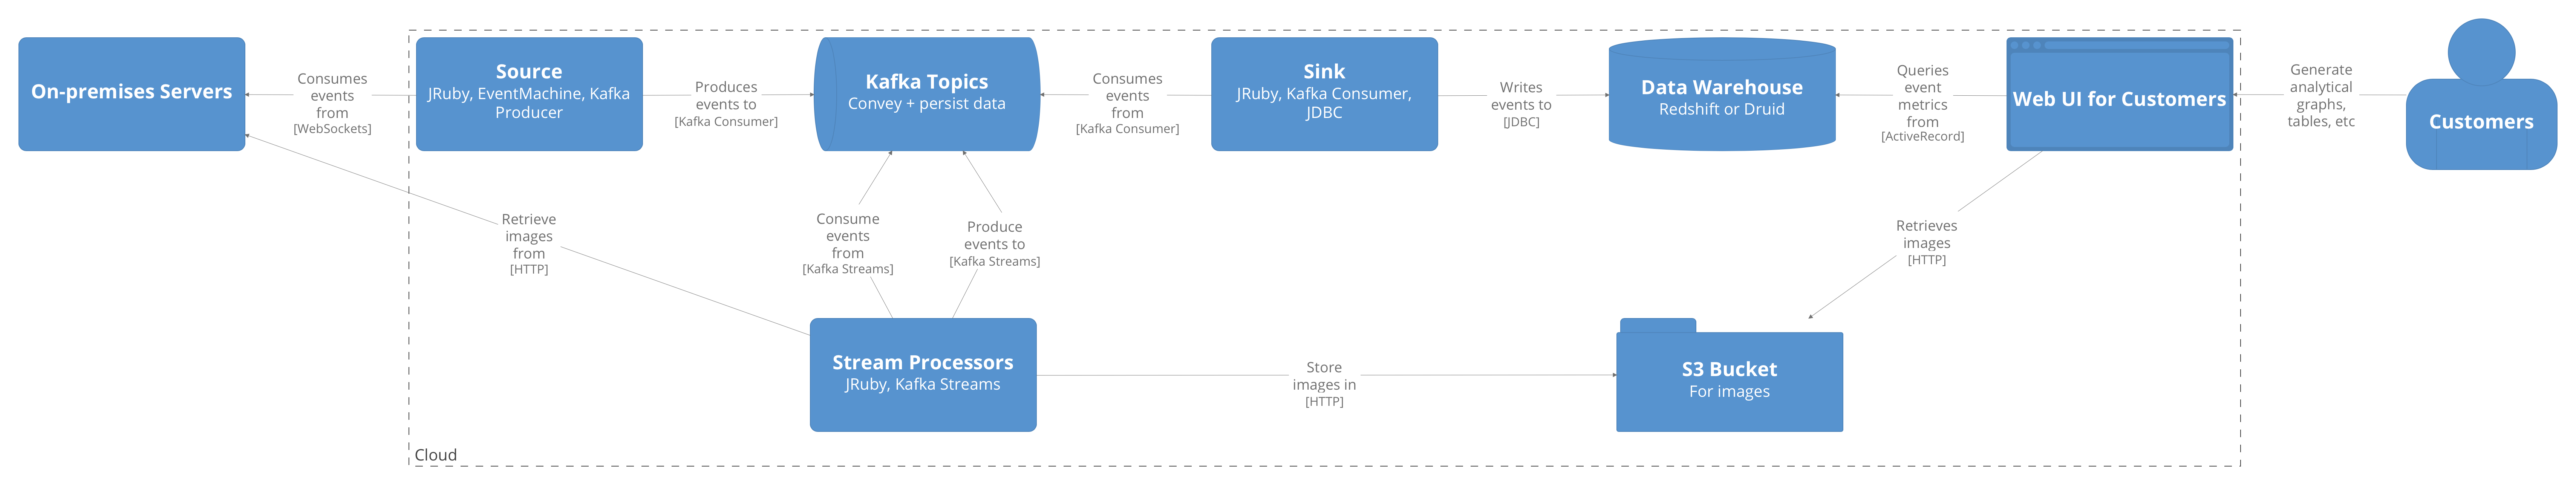 On-premises Servers
Consumes
events
from
[WebSockets]
Source
JRuby, EventMachine, Kafka
Producer
Produces
events to
[Kafka Consumer]
Kafka Topics
Convey + persist data
Consumes
events
from
[Kafka Consumer]
Sink
JRuby, Kafka Consumer,
JDBC
Writes
events to
[JDBC]
Data Warehouse
Redshift or Druid
Queries
event
metrics
from
[ActiveRecord]
Web UI for Customers
Generate
analytical
graphs,
tables, etc
Customers
Retrieve
images
from
[HTTP]
Consume
events
from
[Kafka Streams]
Produce
events to
[Kafka Streams]
Retrieves
images
[HTTP]
Stream Processors
JRuby, Kafka Streams
Store
images in
[HTTP]
S3 Bucket
For images
Cloud